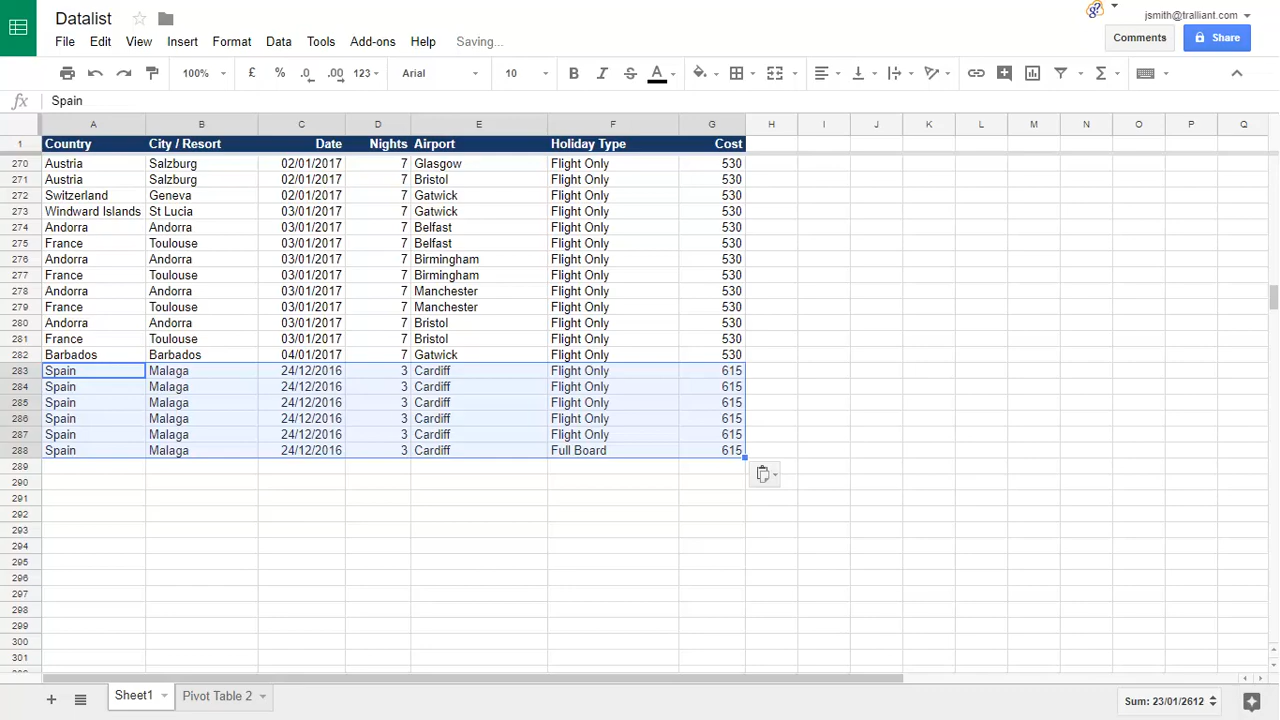 Datalist
jsmith@tralliant.com
File Edit View Insert Format Data Tools Add-ons Help Saving...
Comments Share
100% £ % .0 .00 123 Arial 10 B I S A
fx Spain
A B C D E F G H I J K L M N O P Q
1 Country City / Resort Date Nights Airport Holiday Type Cost
270 Austria Salzburg 02/01/2017 7 Glasgow Flight Only 530
271 Austria Salzburg 02/01/2017 7 Bristol Flight Only 530
272 Switzerland Geneva 02/01/2017 7 Gatwick Flight Only 530
273 Windward Islands St Lucia 03/01/2017 7 Gatwick Flight Only 530
274 Andorra Andorra 03/01/2017 7 Belfast Flight Only 530
275 France Toulouse 03/01/2017 7 Belfast Flight Only 530
276 Andorra Andorra 03/01/2017 7 Birmingham Flight Only 530
277 France Toulouse 03/01/2017 7 Birmingham Flight Only 530
278 Andorra Andorra 03/01/2017 7 Manchester Flight Only 530
279 France Toulouse 03/01/2017 7 Manchester Flight Only 530
280 Andorra Andorra 03/01/2017 7 Bristol Flight Only 530
281 France Toulouse 03/01/2017 7 Bristol Flight Only 530
282 Barbados Barbados 04/01/2017 7 Gatwick Flight Only 530
283 Spain Malaga 24/12/2016 3 Cardiff Flight Only 615
284 Spain Malaga 24/12/2016 3 Cardiff Flight Only 615
285 Spain Malaga 24/12/2016 3 Cardiff Flight Only 615
286 Spain Malaga 24/12/2016 3 Cardiff Flight Only 615
287 Spain Malaga 24/12/2016 3 Cardiff Flight Only 615
288 Spain Malaga 24/12/2016 3 Cardiff Full Board 615
289
290
291
292
293
294
295
296
297
298
299
300
301
Sheet1 Pivot Table 2 Sum: 23/01/2612